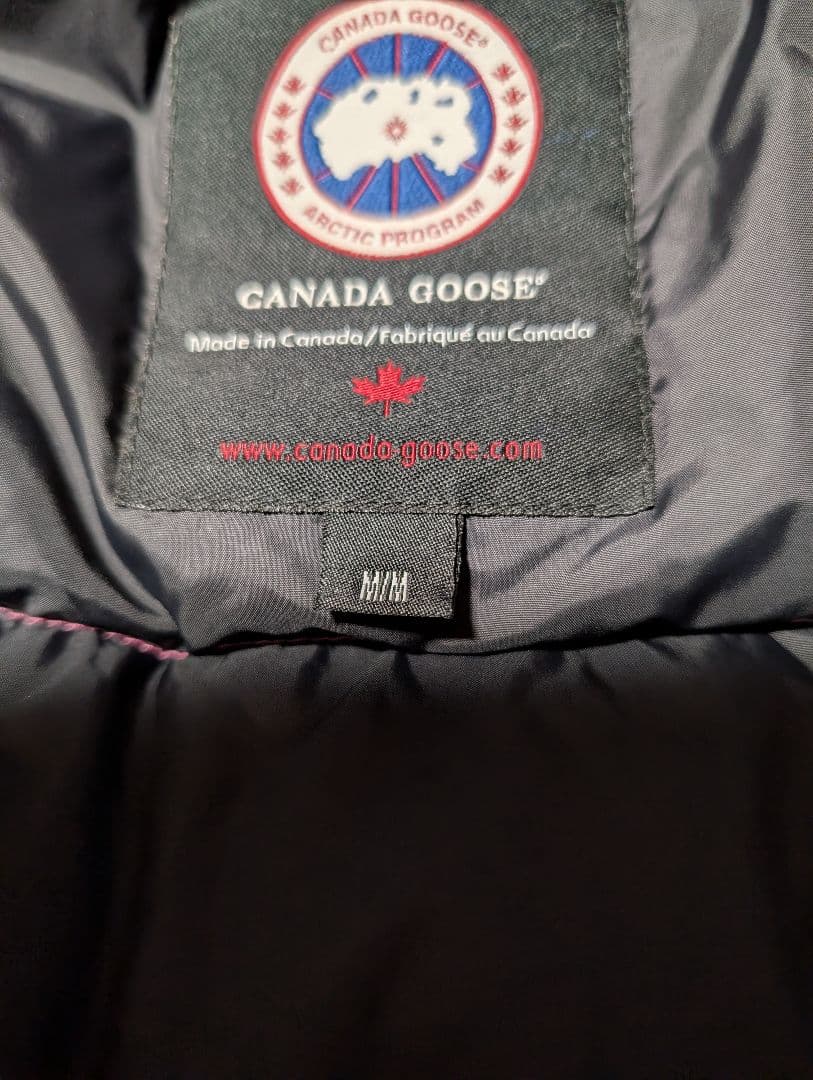 CANADA GOOSE®
ARCTIC PROGRAM
CANADA GOOSE®
Made in Canada/Fabriqué au Canada
www.canada-goose.com
M/M